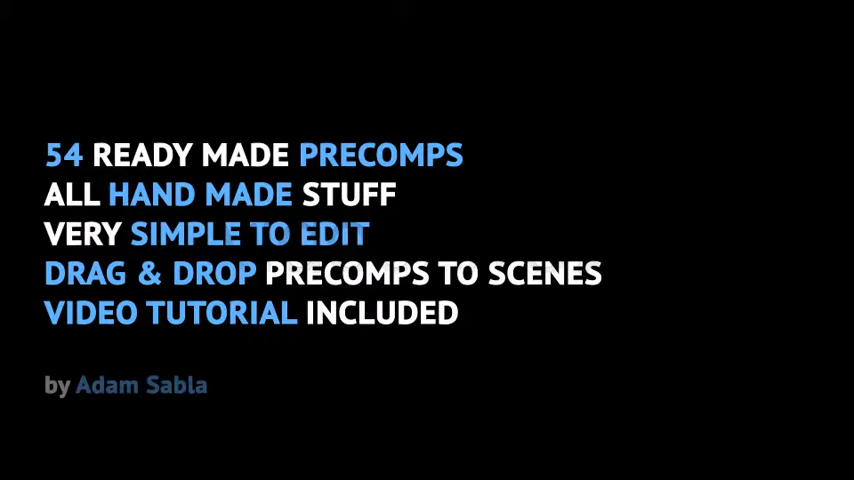 54 READY MADE PRECOMPS
ALL HAND MADE STUFF
VERY SIMPLE TO EDIT
DRAG & DROP PRECOMPS TO SCENES
VIDEO TUTORIAL INCLUDED
by Adam Sabla